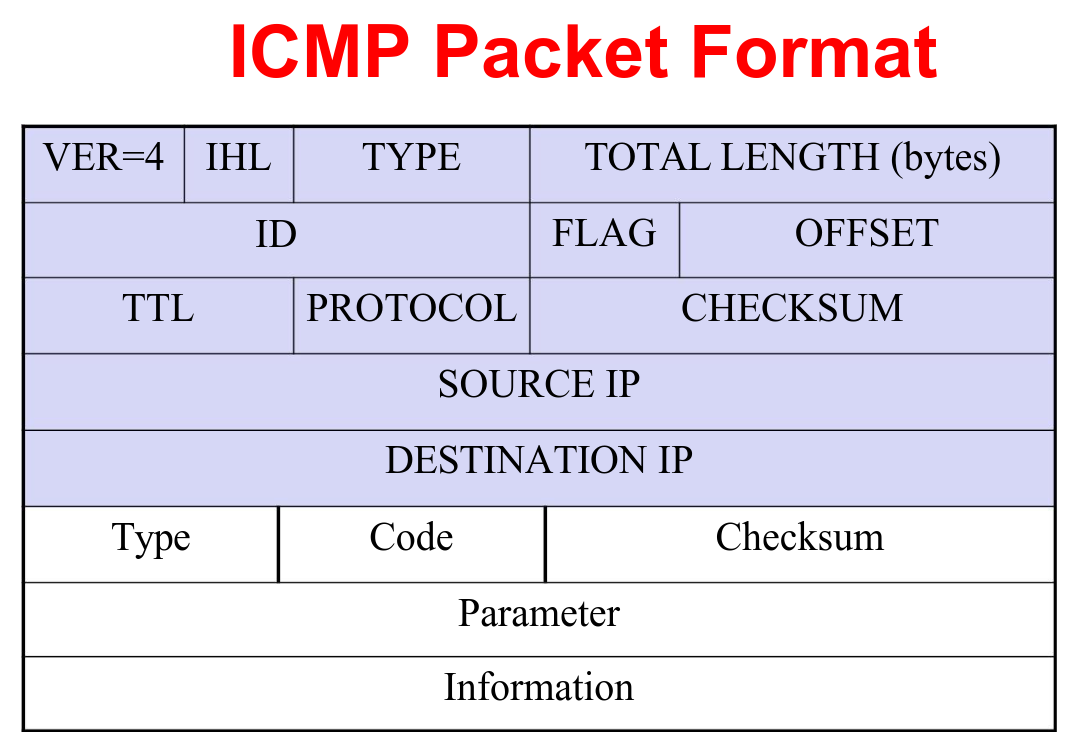 ICMP Packet Format
VER=4 IHL TYPE TOTAL LENGTH (bytes)
ID FLAG OFFSET
TTL PROTOCOL CHECKSUM
SOURCE IP
DESTINATION IP
Type Code Checksum
Parameter
Information